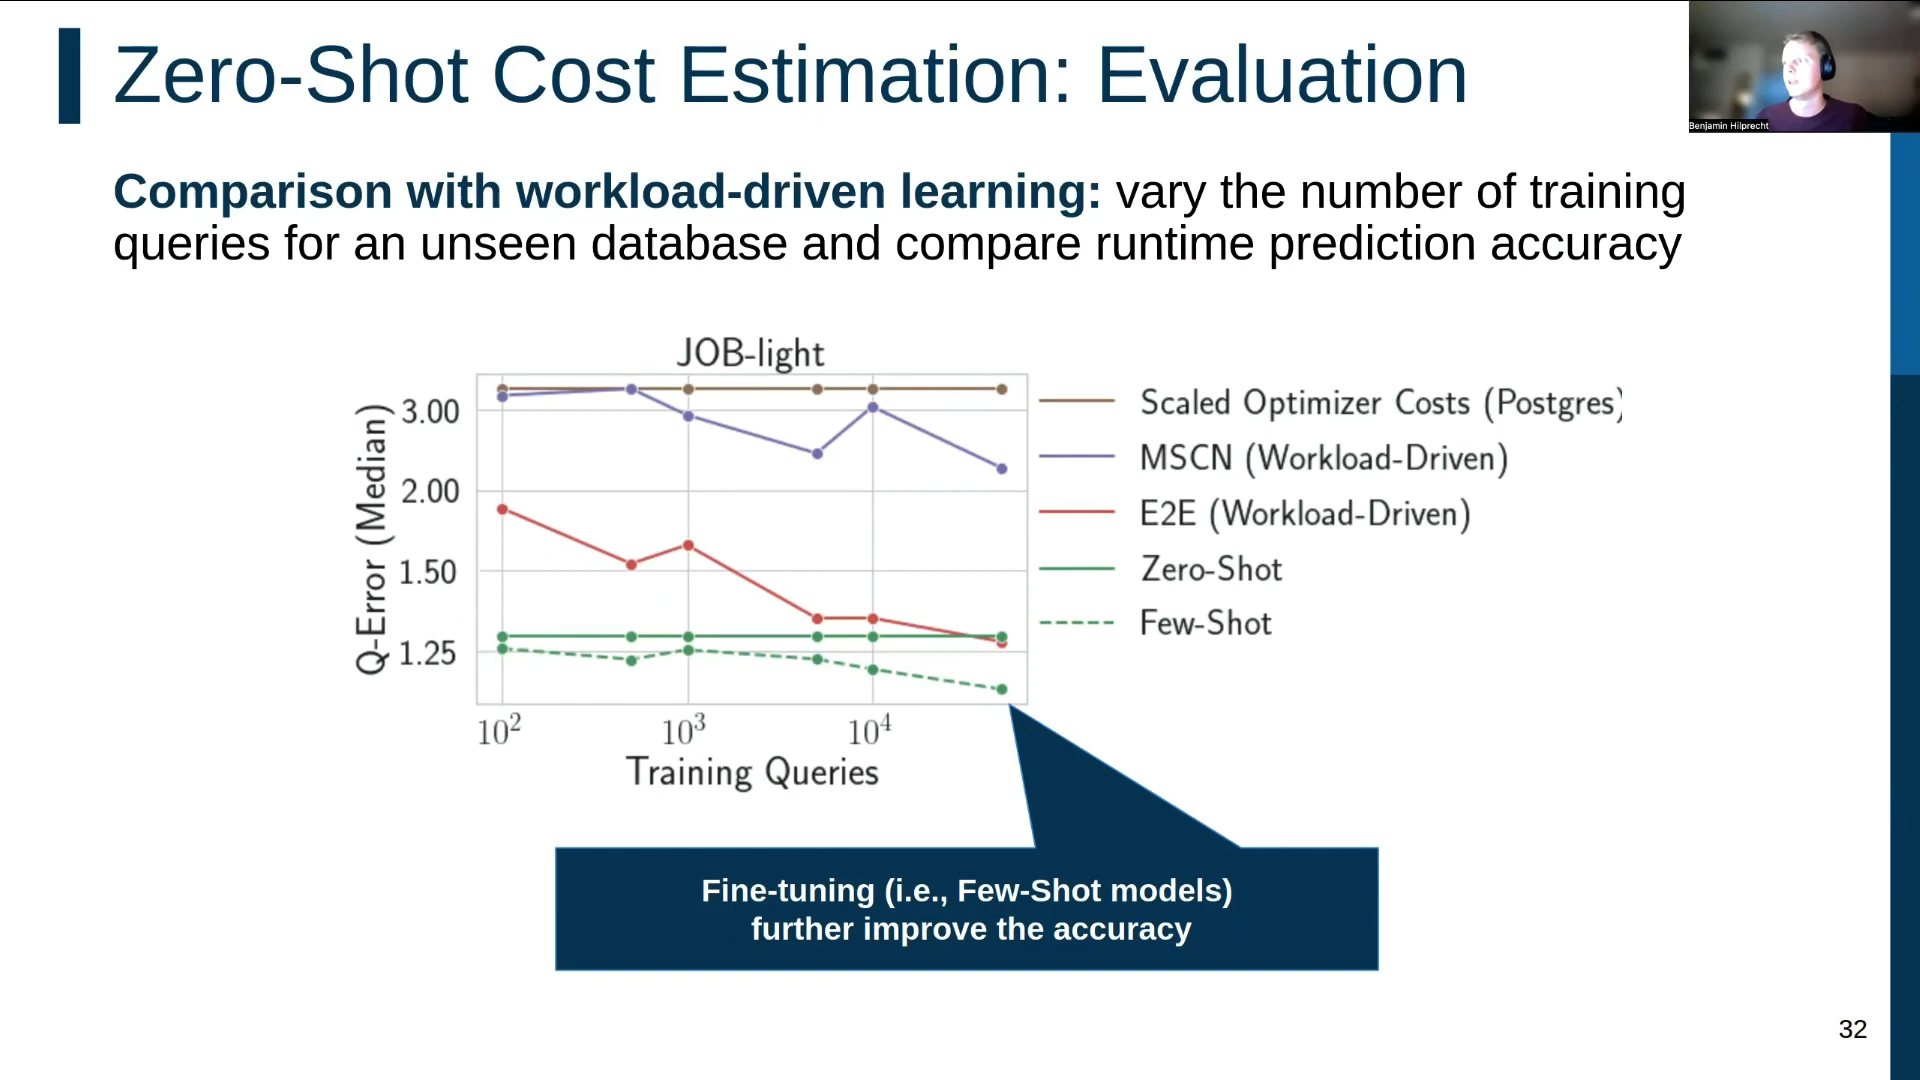 Zero-Shot Cost Estimation: Evaluation
Benjamin Hilprecht
Comparison with workload-driven learning: vary the number of training
queries for an unseen database and compare runtime prediction accuracy
JOB-light
Q-Error (Median)
3.00
2.00
1.50
1.25
10²
10³
10⁴
Training Queries
Scaled Optimizer Costs (Postgres)
MSCN (Workload-Driven)
E2E (Workload-Driven)
Zero-Shot
Few-Shot
Fine-tuning (i.e., Few-Shot models)
further improve the accuracy
32